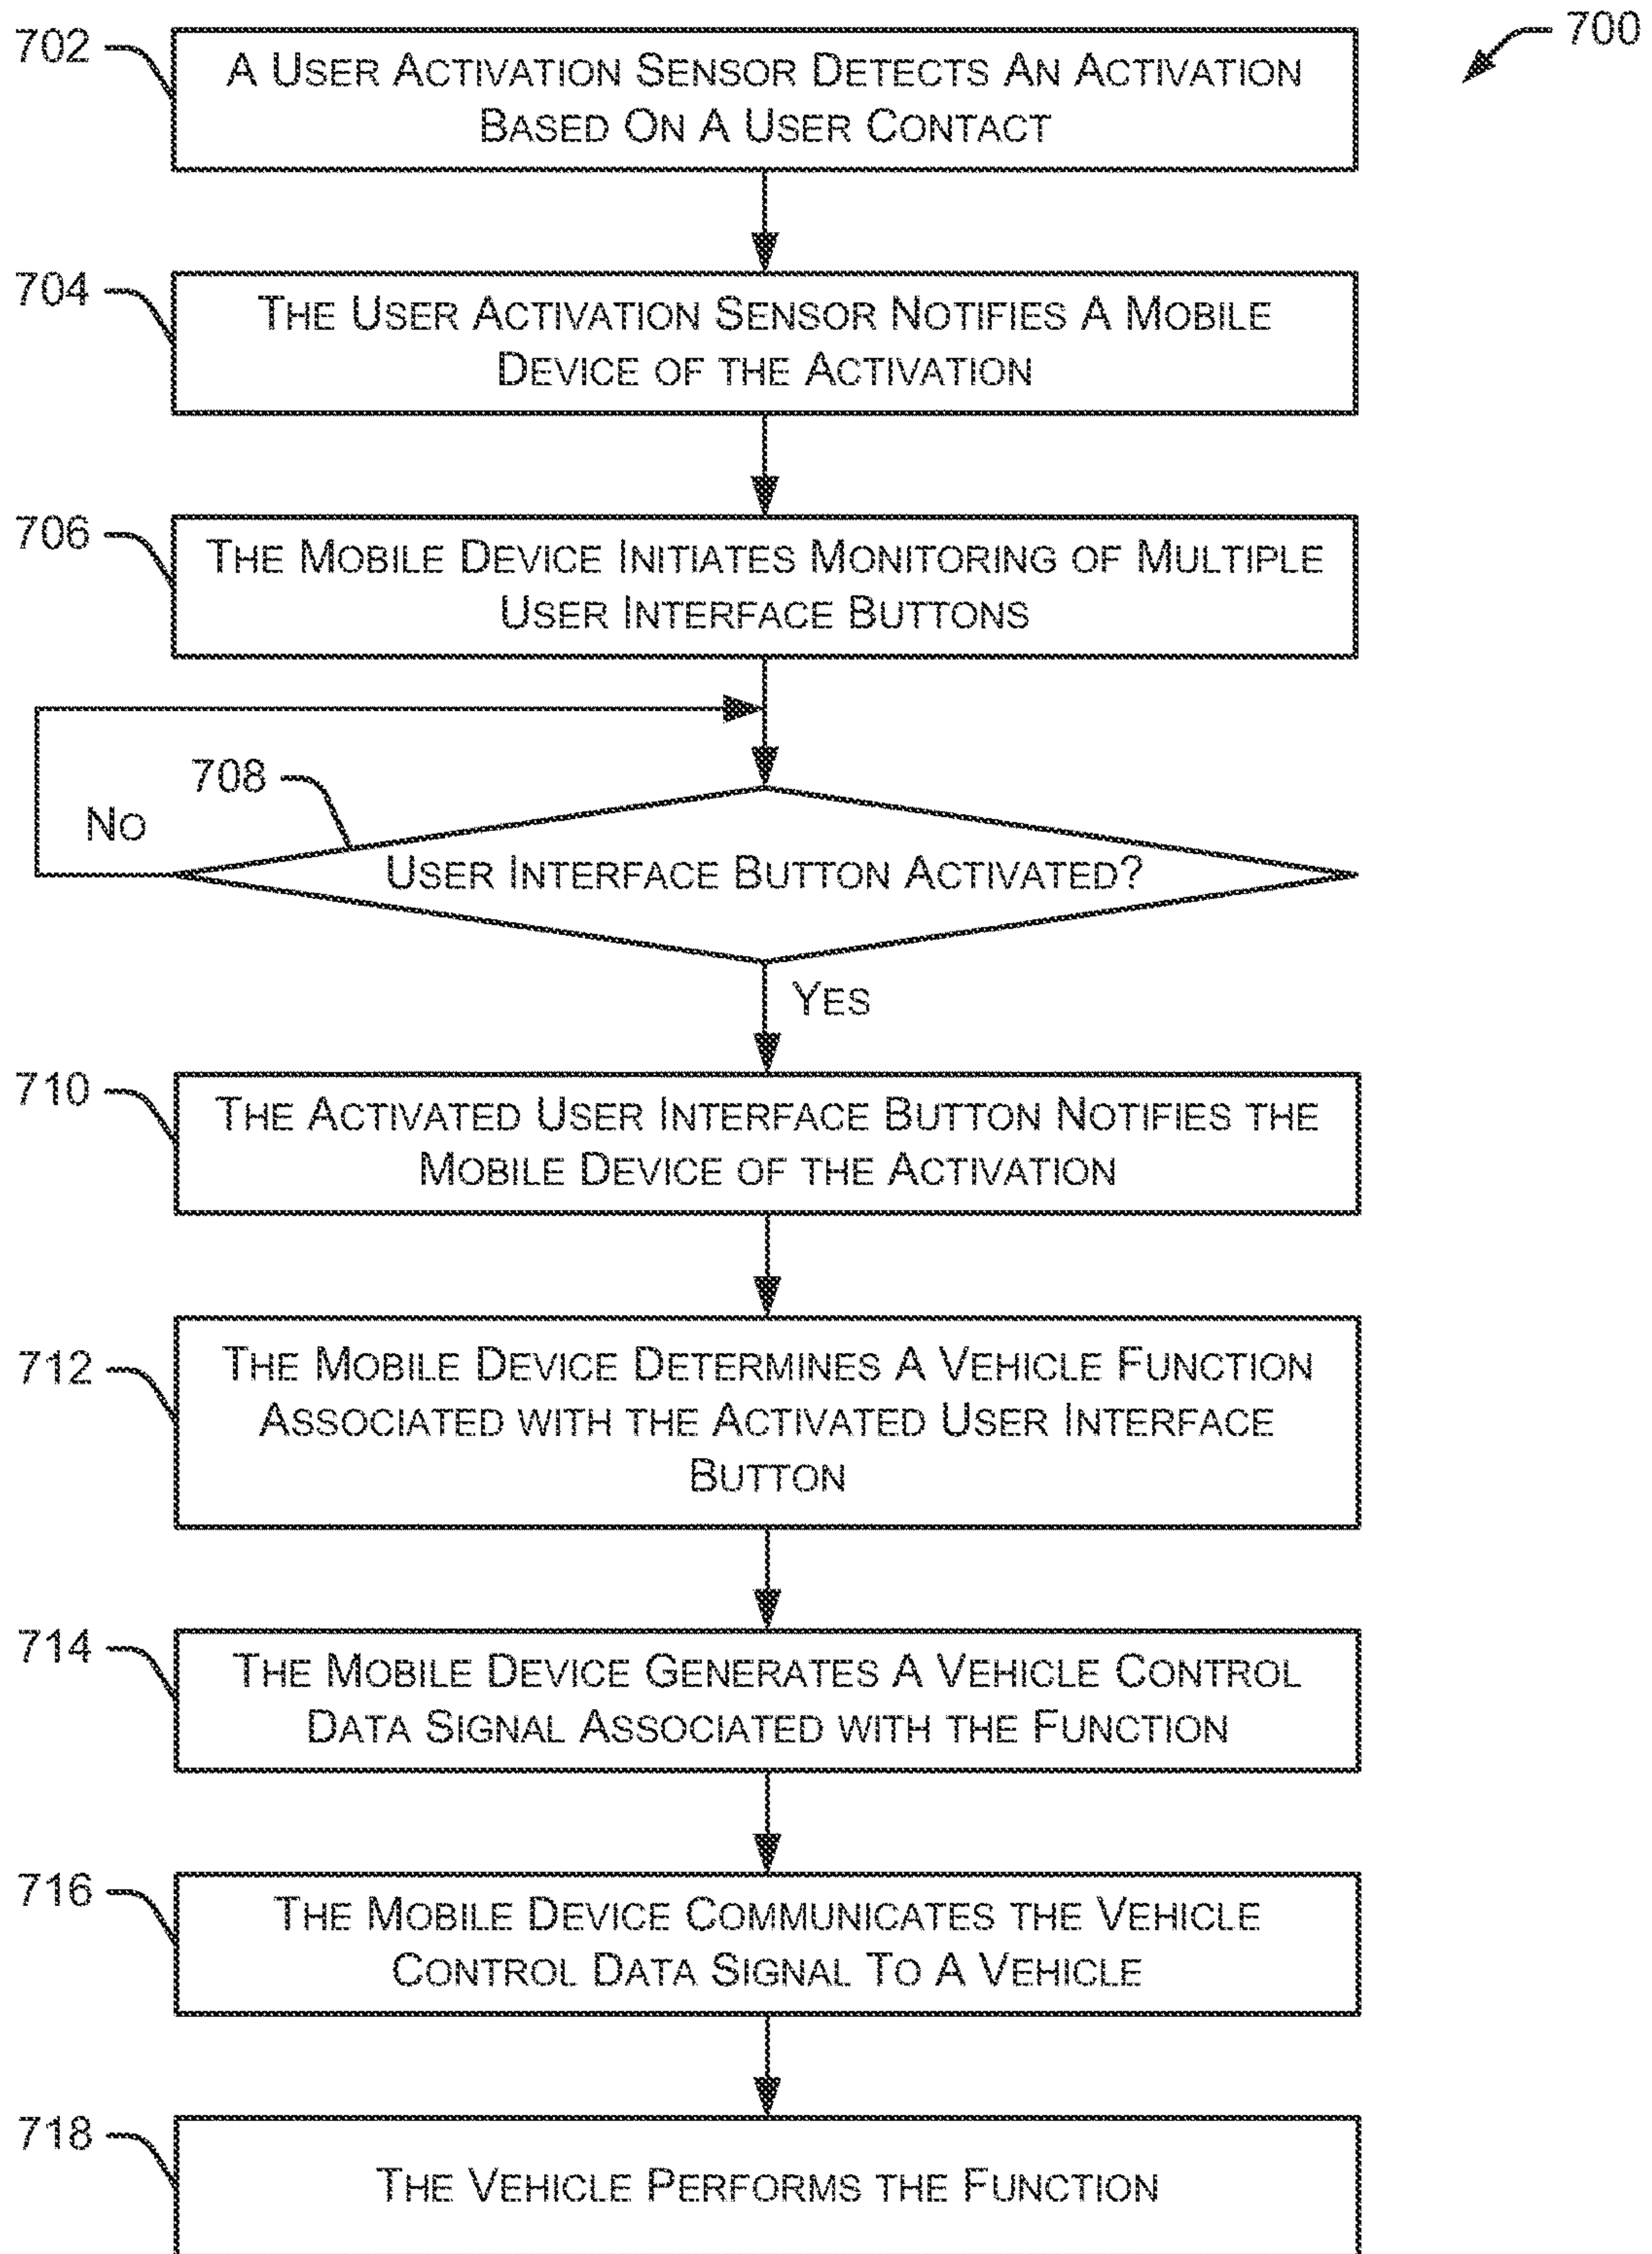 700
702
A USER ACTIVATION SENSOR DETECTS AN ACTIVATION
BASED ON A USER CONTACT
704
THE USER ACTIVATION SENSOR NOTIFIES A MOBILE
DEVICE OF THE ACTIVATION
706
THE MOBILE DEVICE INITIATES MONITORING OF MULTIPLE
USER INTERFACE BUTTONS
708
NO
USER INTERFACE BUTTON ACTIVATED?
YES
710
THE ACTIVATED USER INTERFACE BUTTON NOTIFIES THE
MOBILE DEVICE OF THE ACTIVATION
712
THE MOBILE DEVICE DETERMINES A VEHICLE FUNCTION
ASSOCIATED WITH THE ACTIVATED USER INTERFACE
BUTTON
714
THE MOBILE DEVICE GENERATES A VEHICLE CONTROL
DATA SIGNAL ASSOCIATED WITH THE FUNCTION
716
THE MOBILE DEVICE COMMUNICATES THE VEHICLE
CONTROL DATA SIGNAL TO A VEHICLE
718
THE VEHICLE PERFORMS THE FUNCTION